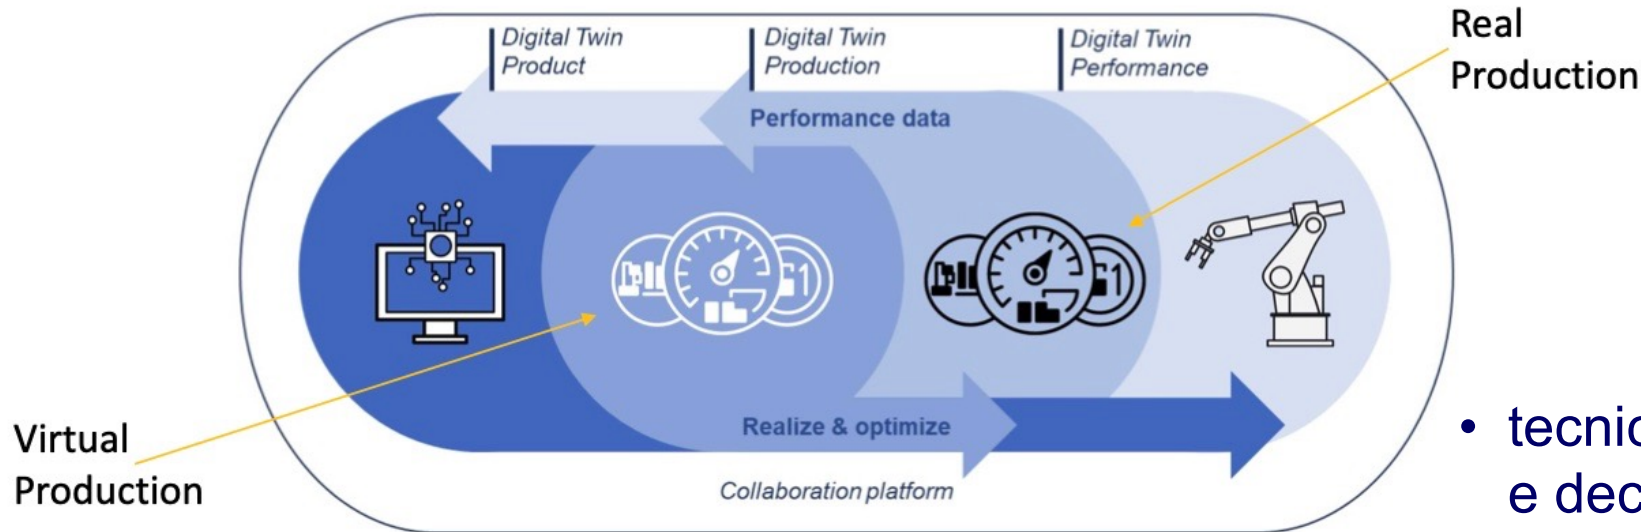 Digital Twin
Product
Digital Twin
Production
Digital Twin
Performance
Real
Production
Performance data
Virtual
Production
Realize & optimize
Collaboration platform
• 
e